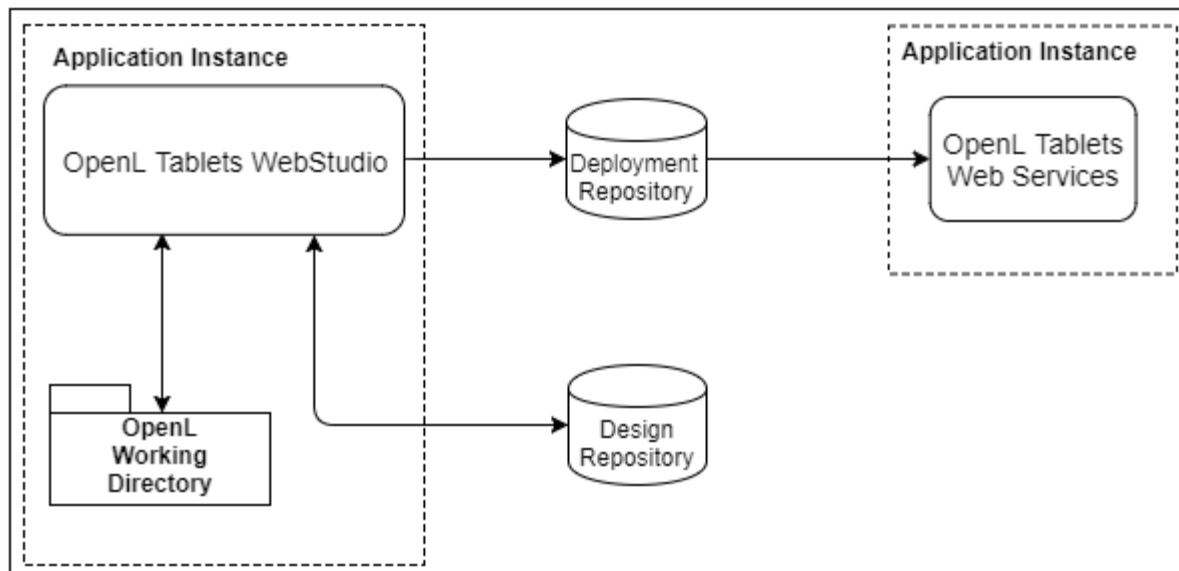 Application Instance
OpenL Tablets WebStudio
Deployment
Repository
Application Instance
OpenL Tablets
Web Services
OpenL
Working
Directory
Design
Repository